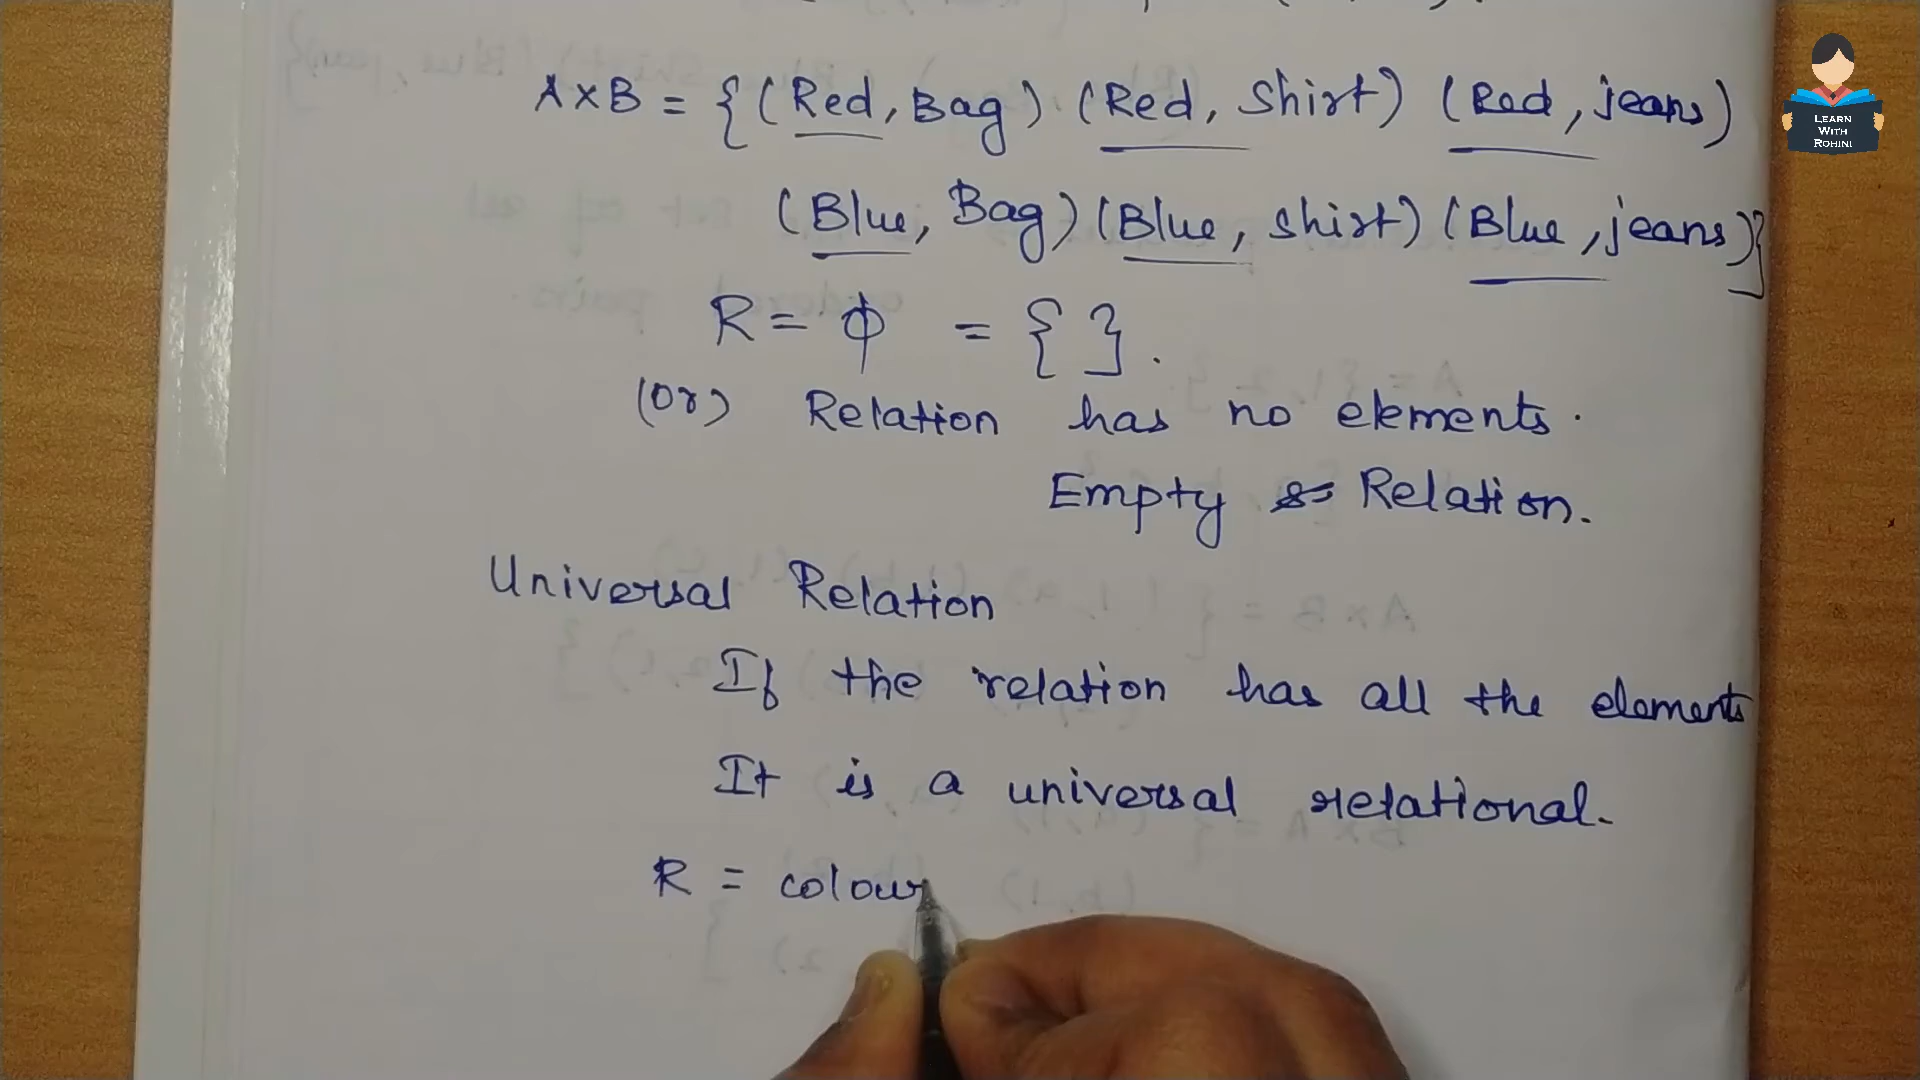 A×B = {(Red, Bag) (Red, Shirt) (Red, jeans)
(Blue, Bag) (Blue, shirt) (Blue, jeans)}
R = ϕ = { }.
(or) Relation has no elements.
Empty Relation.
Universal Relation
If the relation has all the elements
It is a universal relational.
R = colour
LEARN
WITH
ROHINI